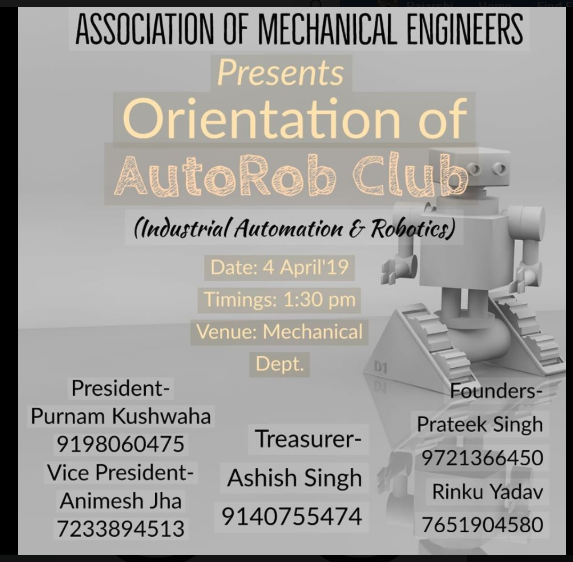 ASSOCIATION OF MECHANICAL ENGINEERS
Presents
Orientation of
AutoRob Club
(Industrial Automation & Robotics)
Date: 4 April'19
Timings: 1:30 pm
Venue: Mechanical
Dept.
D1
President-
Purnam Kushwaha
9198060475
Vice President-
Animesh Jha
7233894513
Treasurer-
Ashish Singh
9140755474
Founders-
Prateek Singh
9721366450
Rinku Yadav
7651904580